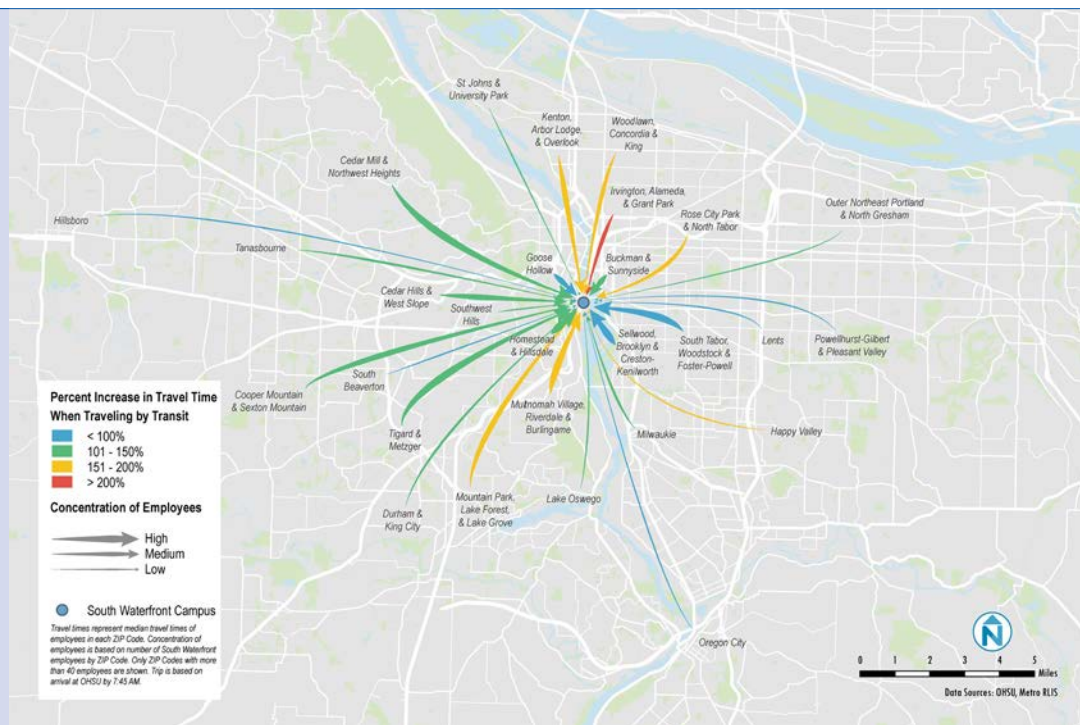 St Johns &
University Park
Kenton,
Arbor Lodge,
& Overlook
Woodlawn,
Concordia &
King
Cedar Mill &
Northwest Heights
Irvington, Alameda,
& Grant Park
Rose City Park
& North Tabor
Outer Northeast Portland
& North Gresham
Hillsboro
Tanasbourne
Goose
Hollow
Buckman &
Sunnyside
Cedar Hills &
West Slope
Southwest
Hills
Homestead
& Hillsdale
Sellwood,
Brooklyn &
Creston-
Kenilworth
South Tabor,
Woodstock &
Foster-Powell
Lents
Powellhurst-Gilbert
& Pleasant Valley
South
Beaverton
Cooper Mountain
& Sexton Mountain
Multnomah Village,
Riverdale &
Burlingame
Tigard &
Metzger
Milwaukie
Happy Valley
Durham &
King City
Mountain Park,
Lake Forest,
& Lake Grove
Lake Oswego
Oregon City
Percent Increase in Travel Time
When Traveling by Transit
< 100%
101 - 150%
151 - 200%
> 200%
Concentration of Employees
High
Medium
Low
South Waterfront Campus
Travel times represent median travel times of
employees in each ZIP Code. Concentration of
employees is based on number of South Waterfront
employees by ZIP Code. Only ZIP Codes with more
than 40 employees are shown. Trip is based on
arrival at OHSU by 7:45 AM.
N
0 1 2 3 4 5
Miles
Data Sources: OHSU, Metro RLIS